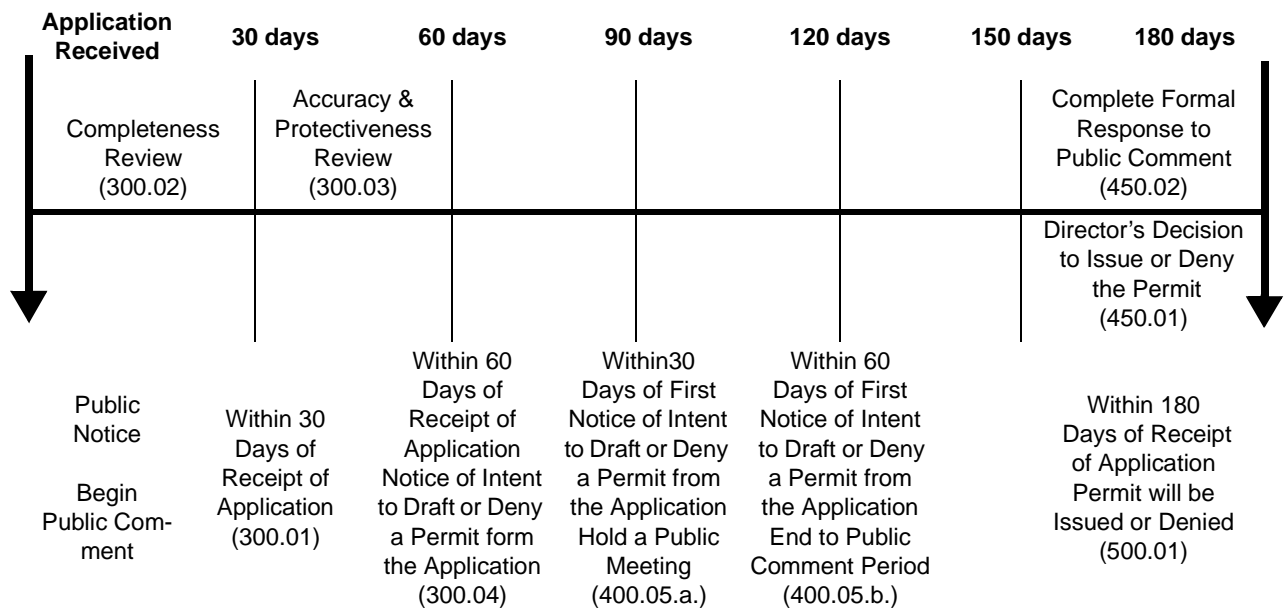 Application
Received
30 days
60 days
90 days
120 days
150 days
180 days
Completeness
Review
(300.02)
Accuracy &
Protectiveness
Review
(300.03)
Complete Formal
Response to
Public Comment
(450.02)
Director’s Decision
to Issue or Deny
the Permit
(450.01)
Public
Notice
Begin
Public Com-
ment
Within 30
Days of
Receipt of
Application
(300.01)
Within 60
Days of
Receipt of
Application
Notice of Intent
to Draft or Deny
a Permit form
the Application
(300.04)
Within30
Days of First
Notice of Intent
to Draft or Deny
a Permit from
the Application
Hold a Public
Meeting
(400.05.a.)
Within 60
Days of First
Notice of Intent
to Draft or Deny
a Permit from
the Application
End to Public
Comment Period
(400.05.b.)
Within 180
Days of Receipt
of Application
Permit will be
Issued or Denied
(500.01)